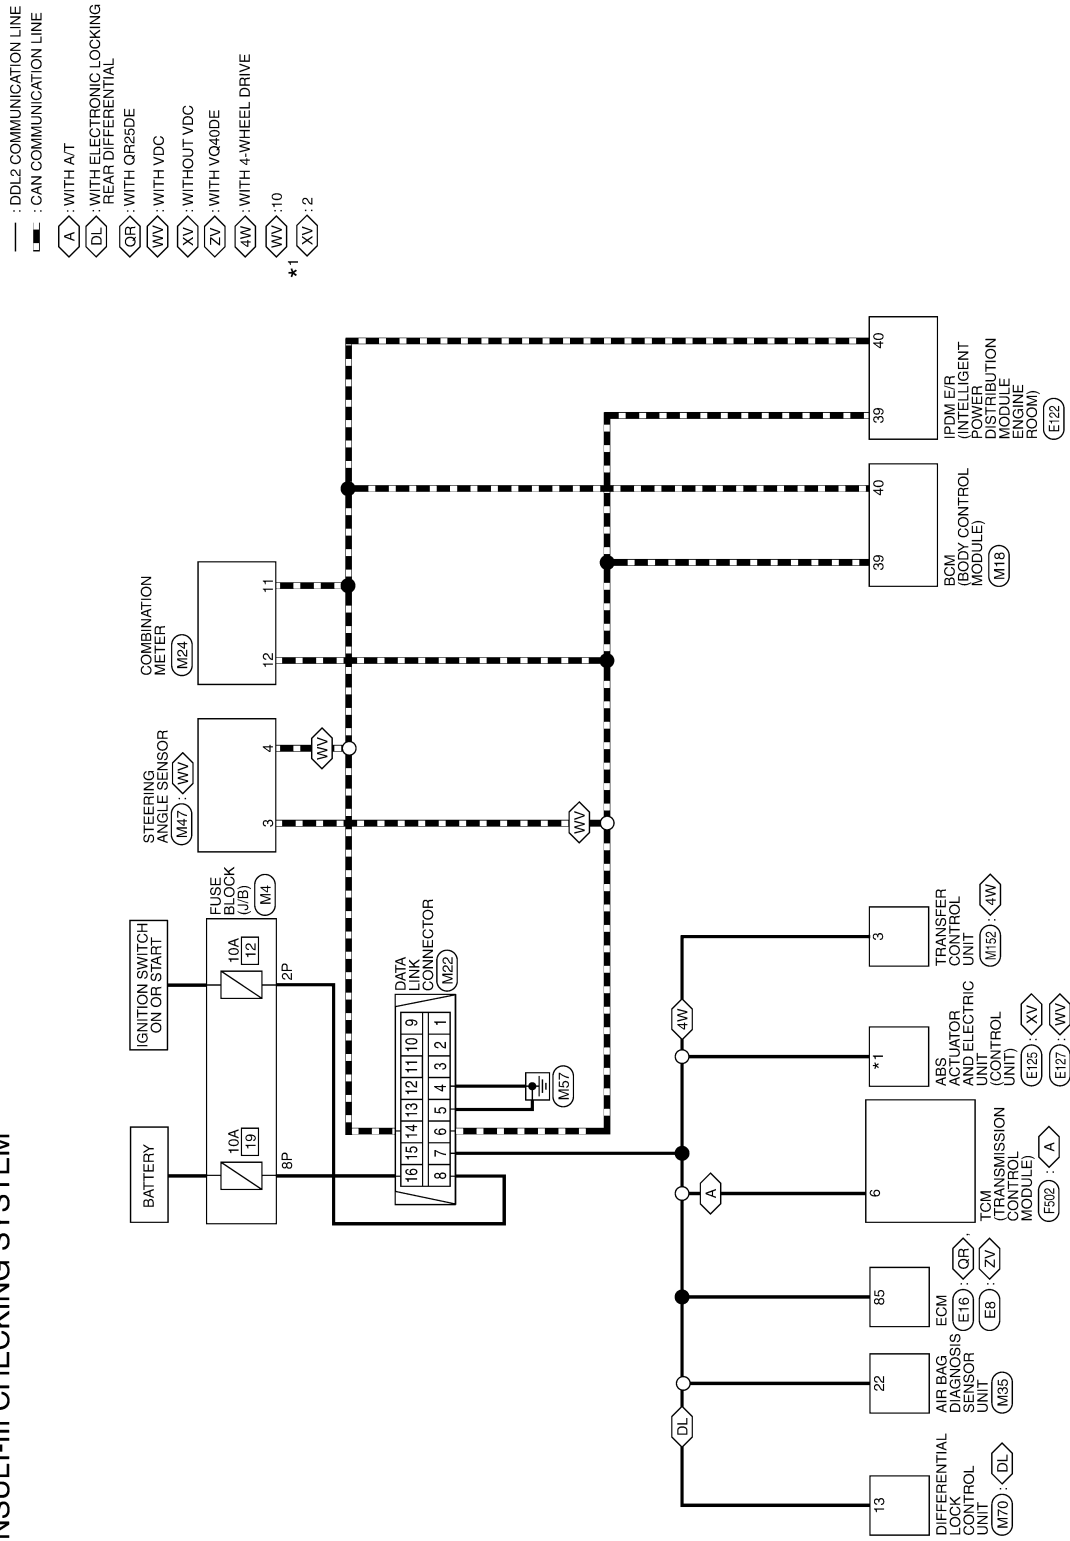 NSULT-III CHECKING SYSTEM
: DDL2 COMMUNICATION LINE
: CAN COMMUNICATION LINE
A : WITH A/T
DL : WITH ELECTRONIC LOCKING
REAR DIFFERENTIAL
QR : WITH QR25DE
WV : WITH VDC
XV : WITHOUT VDC
ZV : WITH VQ40DE
4W : WITH 4-WHEEL DRIVE
*1
WV :10
XV : 2
BATTERY
IGNITION SWITCH
ON OR START
10A
19
8P
10A
12
2P
FUSE
BLOCK
(J/B)
M4
STEERING
ANGLE SENSOR
M47 : WV
3
4
WV
WV
COMBINATION
METER
M24
12
11
DATA
LINK
CONNECTOR
M22
16 15 14 13 12 11 10 9
8 7 6 5 4 3 2 1
M57
DL
A
4W
13
DIFFERENTIAL
LOCK
CONTROL
UNIT
M70 : DL
22
AIR BAG
DIAGNOSIS
SENSOR
UNIT
M35
85
ECM
E16 : QR ,
E8 : ZV
6
TCM
(TRANSMISSION
CONTROL
MODULE)
F502 : A
*1
ABS
ACTUATOR
AND ELECTRIC
UNIT
(CONTROL
UNIT)
E125 : XV
E127 : WV
3
TRANSFER
CONTROL
UNIT
M152 : 4W
39
40
BCM
(BODY CONTROL
MODULE)
M18
39
40
IPDM E/R
(INTELLIGENT
POWER
DISTRIBUTION
MODULE
ENGINE
ROOM)
E122